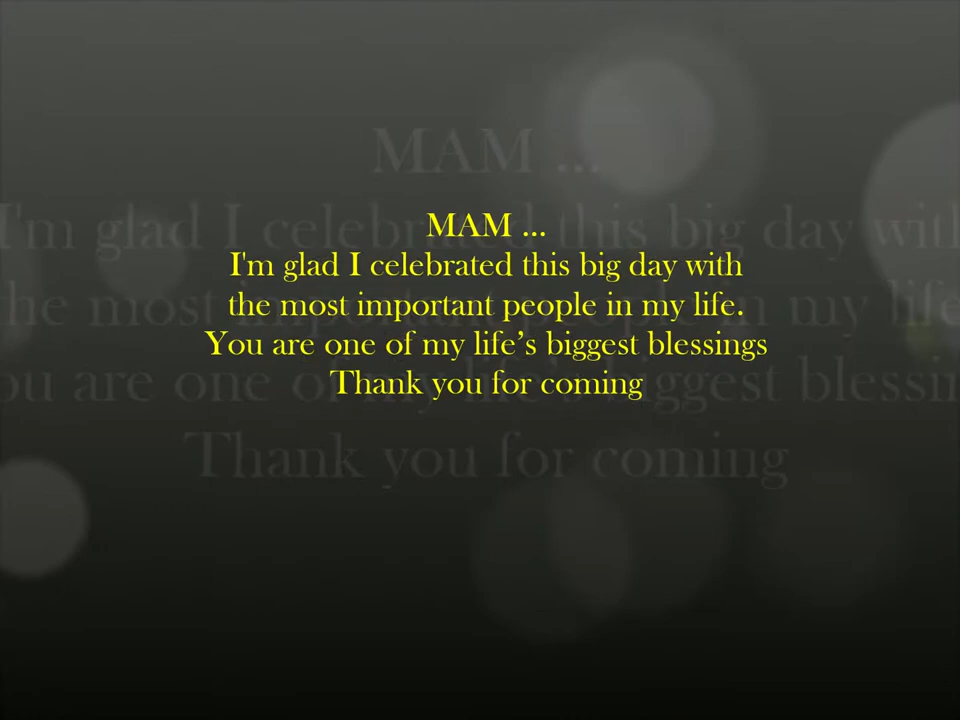 MAM ...
I'm glad I celebrated this big day with
the most important people in my life.
You are one of my life’s biggest blessings
Thank you for coming